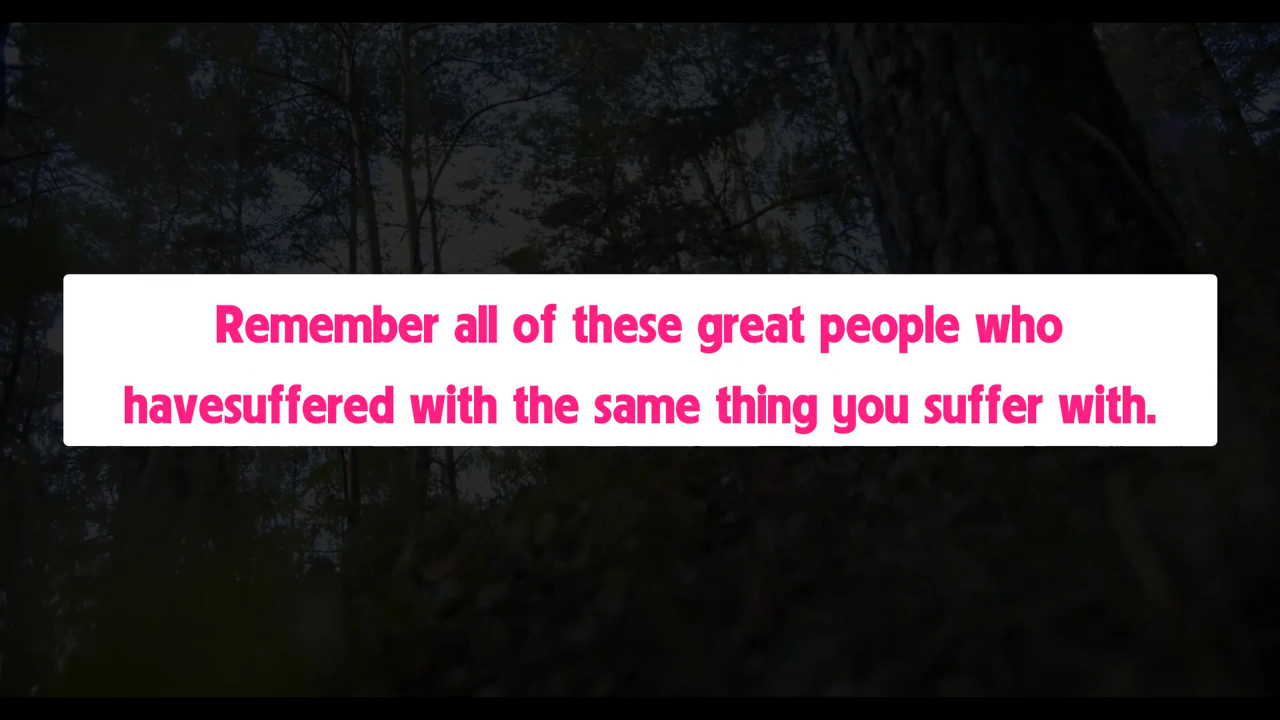 Remember all of these great people who
havesuffered with the same thing you suffer with.